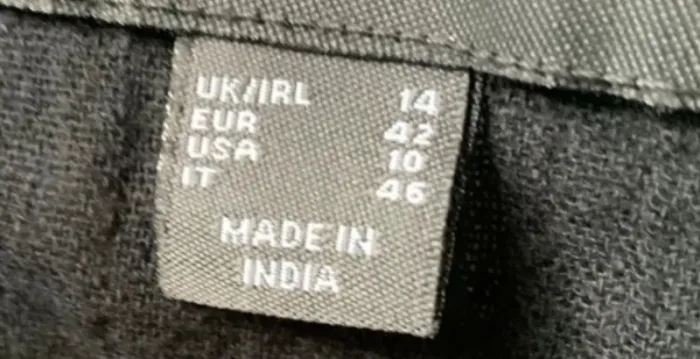 UK/IRL 14
EUR 42
USA 10
IT 46
MADE IN
INDIA